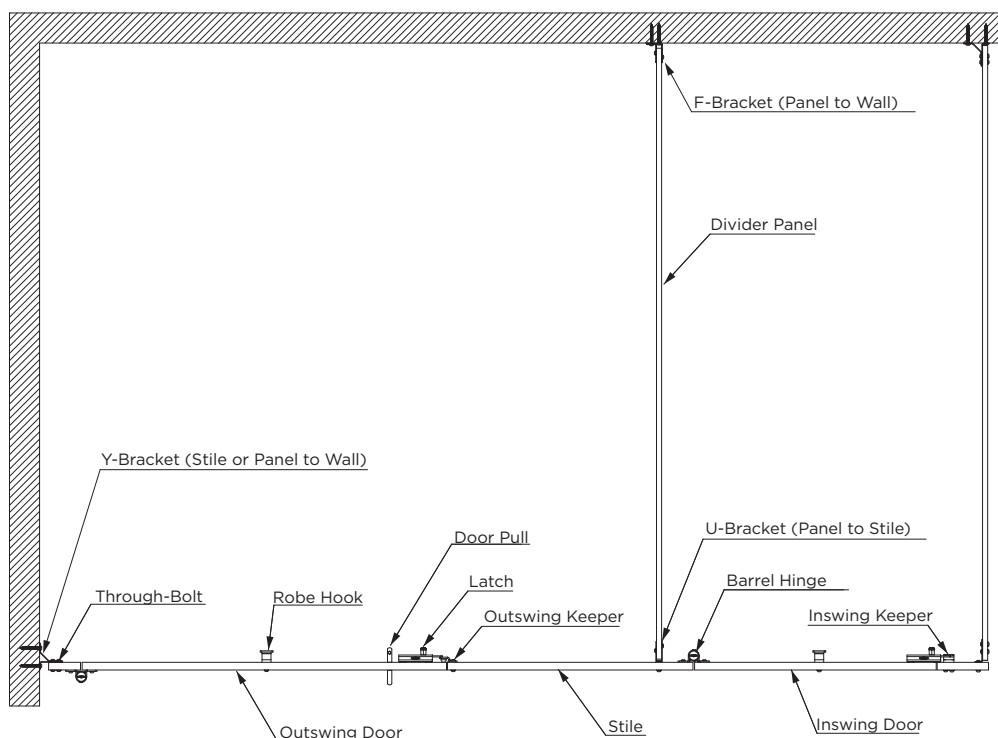 F-Bracket (Panel to Wall)
Divider Panel
Y-Bracket (Stile or Panel to Wall)
Door Pull
U-Bracket (Panel to Stile)
Through-Bolt
Robe Hook
Latch
Barrel Hinge
Outswing Keeper
Inswing Keeper
Outswing Door
Stile
Inswing Door